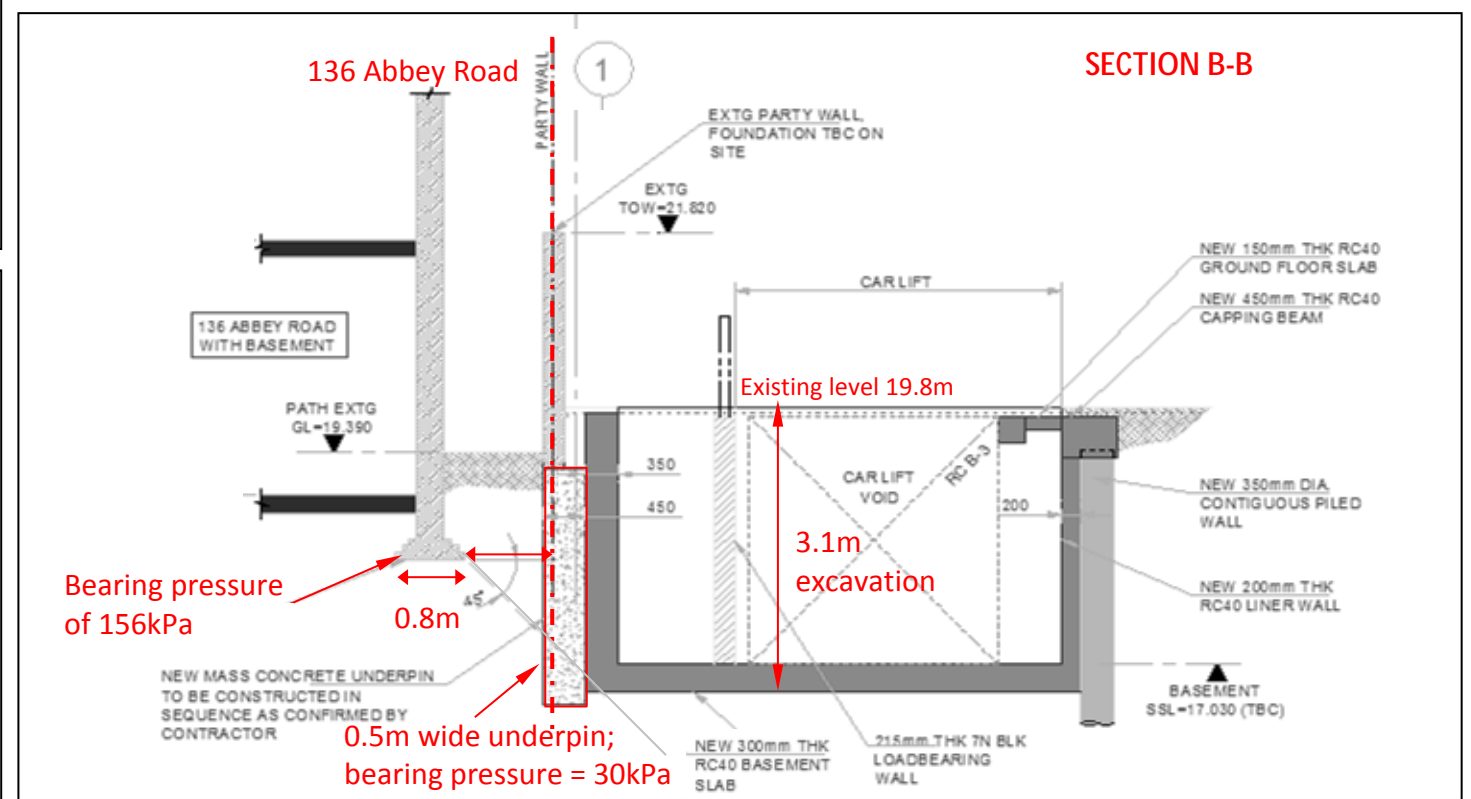 136 Abbey Road
PARTY WALL
1
SECTION B-B
EXTG PARTY WALL,
FOUNDATION TBC ON
SITE
EXTG
TOW=21.820
NEW 150mm THK RC40
GROUND FLOOR SLAB
CAR LIFT
NEW 450mm THK RC40
CAPPING BEAM
136 ABBEY ROAD
WITH BASEMENT
Existing level 19.8m
PATH EXTG
GL=19.390
350
450
CAR LIFT
VOID
RC B-3
200
NEW 350mm DIA.
CONTIGUOUS PILED
WALL
3.1m
excavation
Bearing pressure
of 156kPa
0.8m
45°
NEW 200mm THK
RC40 LINER WALL
NEW MASS CONCRETE UNDERPIN
TO BE CONSTRUCTED IN
SEQUENCE AS CONFIRMED BY
CONTRACTOR
0.5m wide underpin;
bearing pressure = 30kPa
NEW 300mm THK
RC40 BASEMENT
SLAB
215mm THK 7N BLK
LOADBEARING
WALL
BASEMENT
SSL=17.030 (TBC)